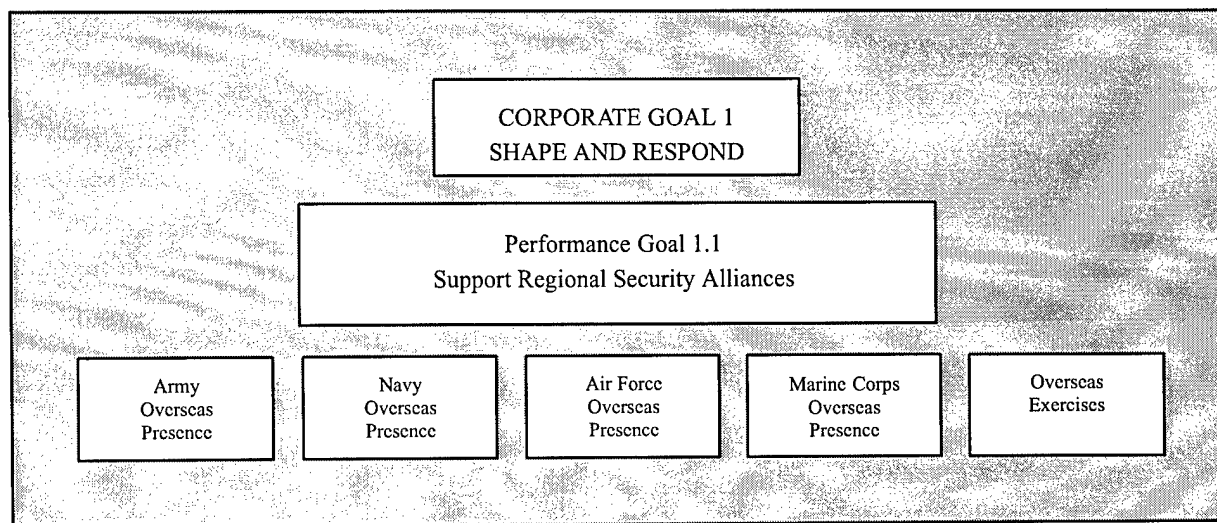 CORPORATE GOAL 1
SHAPE AND RESPOND
Performance Goal 1.1
Support Regional Security Alliances
Army
Overseas
Presence
Navy
Overseas
Presence
Air Force
Overseas
Presence
Marine Corps
Overseas
Presence
Overseas
Exercises